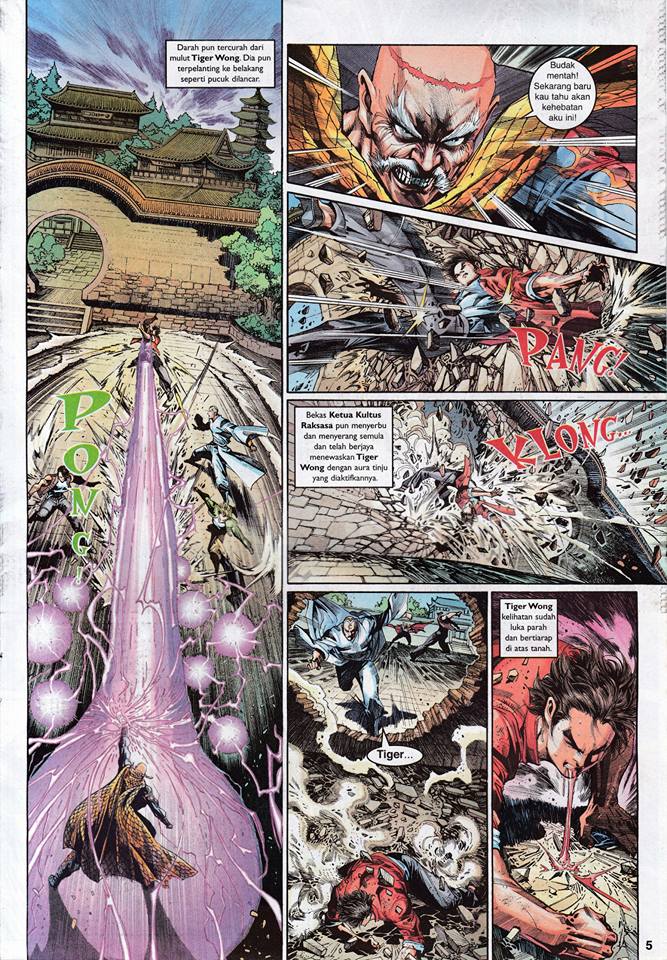 Darah pun tercurah dari
mulut Tiger Wong. Dia pun
terpelanting ke belakang
seperti pucuk dilancar.
PONG!
Budak
mentah!
Sekarang baru
kau tahu akan
kehebatan
aku ini!
PANG!
Bekas Ketua Kultus
Raksasa pun menyerbu
dan menyerang semula
dan telah berjaya
menewaskan Tiger
Wong dengan aura tinju
yang diaktifkannya.
KLONG...
Tiger...
Tiger Wong
kelihatan sudah
luka parah
dan bertiarap
di atas tanah.
5